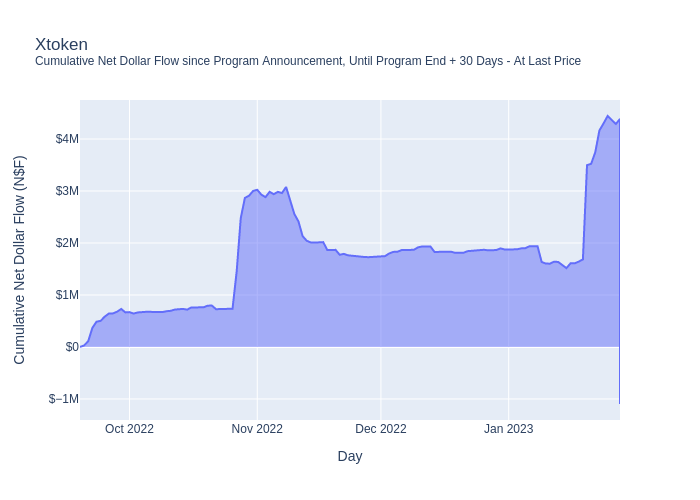 Xtoken
Cumulative Net Dollar Flow since Program Announcement, Until Program End + 30 Days - At Last Price
Cumulative Net Dollar Flow (N$F)
$4M
$3M
$2M
$1M
$0
$−1M
Oct 2022
Nov 2022
Dec 2022
Jan 2023
Day